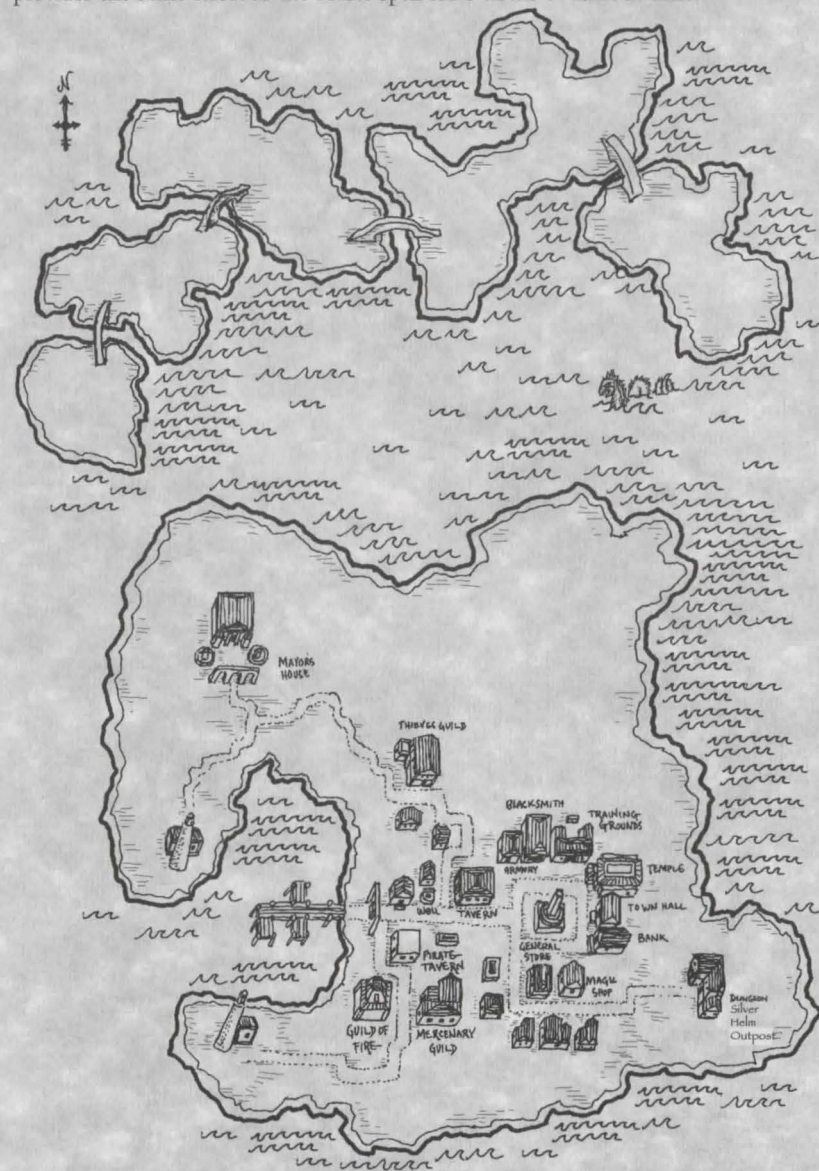 N
MAYORS
HOUSE
THIEVES GUILD
BLACKSMITH
TRAINING
GROUNDS
ARMORY
TEMPLE
WELL
TAVERN
TOWN HALL
GENERAL
STORE
BANK
PIRATE
TAVERN
MAGIC
SHOP
GUILD OF
FIRE
MERCENARY
GUILD
DUNGEON
Silver
Helm
Outpost